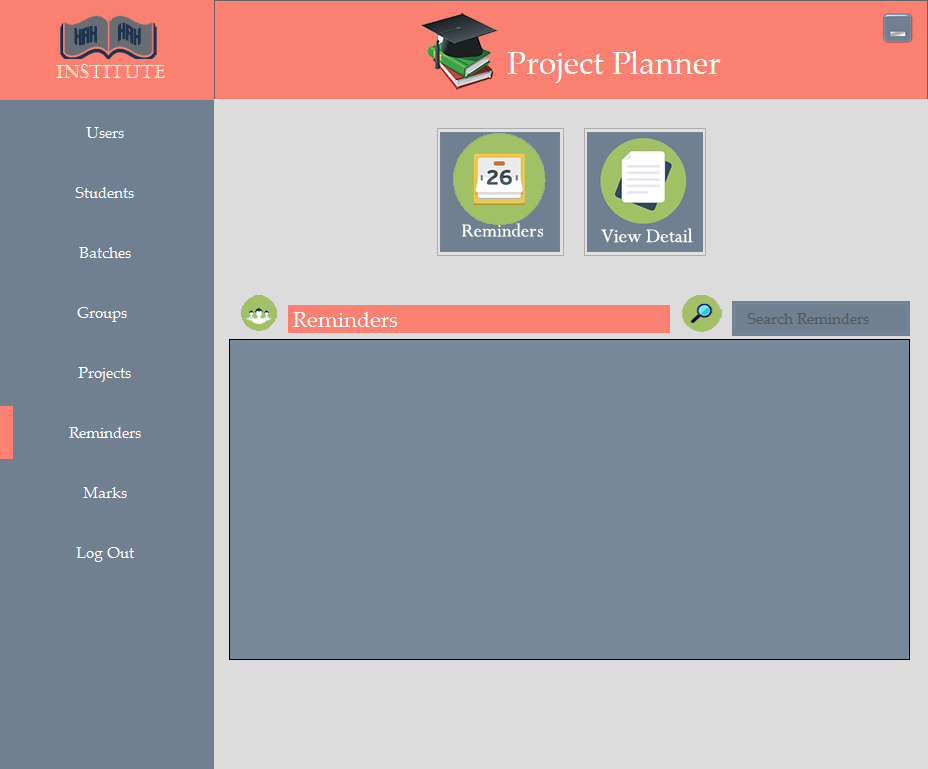 HAH HAH
INSTITUTE
Project Planner
Users
Students
Batches
Groups
Projects
Reminders
Marks
Log Out
26
Reminders
View Detail
Reminders
Search Reminders